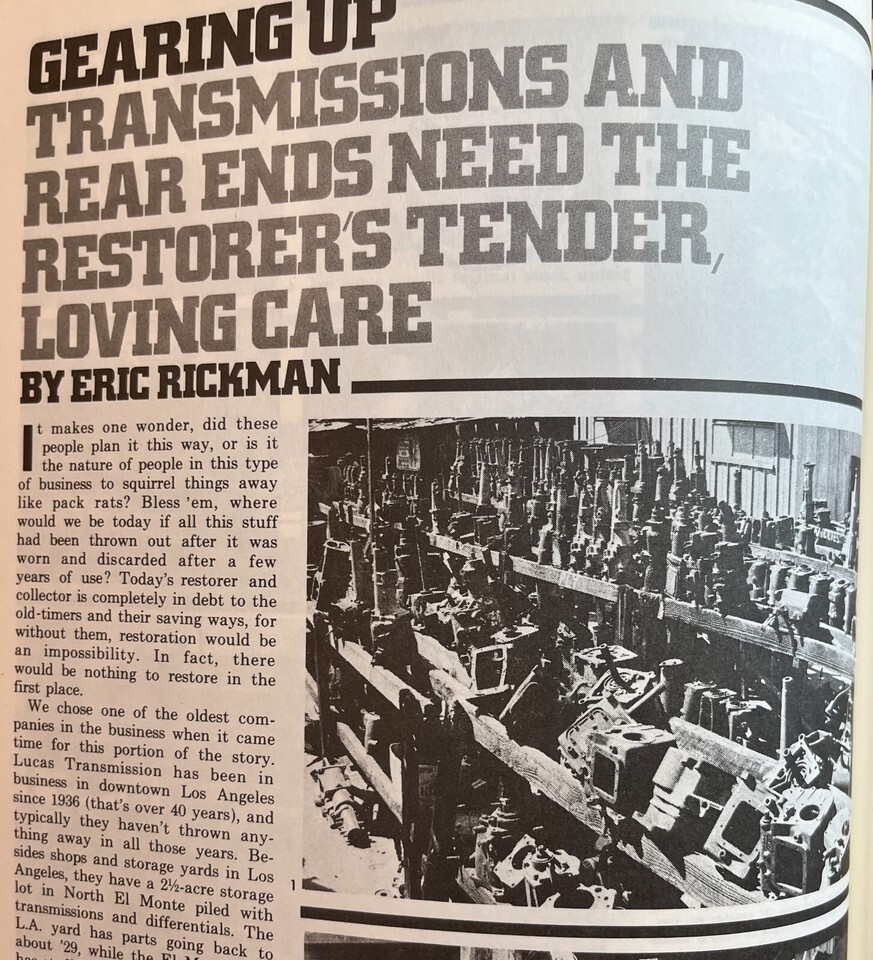 GEARING UP
TRANSMISSIONS AND
REAR ENDS NEED THE
RESTORER'S TENDER,
LOVING CARE
BY ERIC RICKMAN
It makes one wonder, did these
people plan it this way, or is it
the nature of people in this type
of business to squirrel things away
like pack rats? Bless 'em, where
would we be today if all this stuff
had been thrown out after it was
worn and discarded after a few
years of use? Today's restorer and
collector is completely in debt to the
old-timers and their saving ways, for
without them, restoration would be
an impossibility. In fact, there
would be nothing to restore in the
first place.
We chose one of the oldest com-
panies in the business when it came
time for this portion of the story.
Lucas Transmission has been in
business in downtown Los Angeles
since 1936 (that's over 40 years), and
typically they haven't thrown any-
thing away in all those years. Be-
sides shops and storage yards in Los
Angeles, they have a 2½-acre storage
lot in North El Monte piled with
transmissions and differentials. The
L.A. yard has parts going back to
about '29, while the El
1